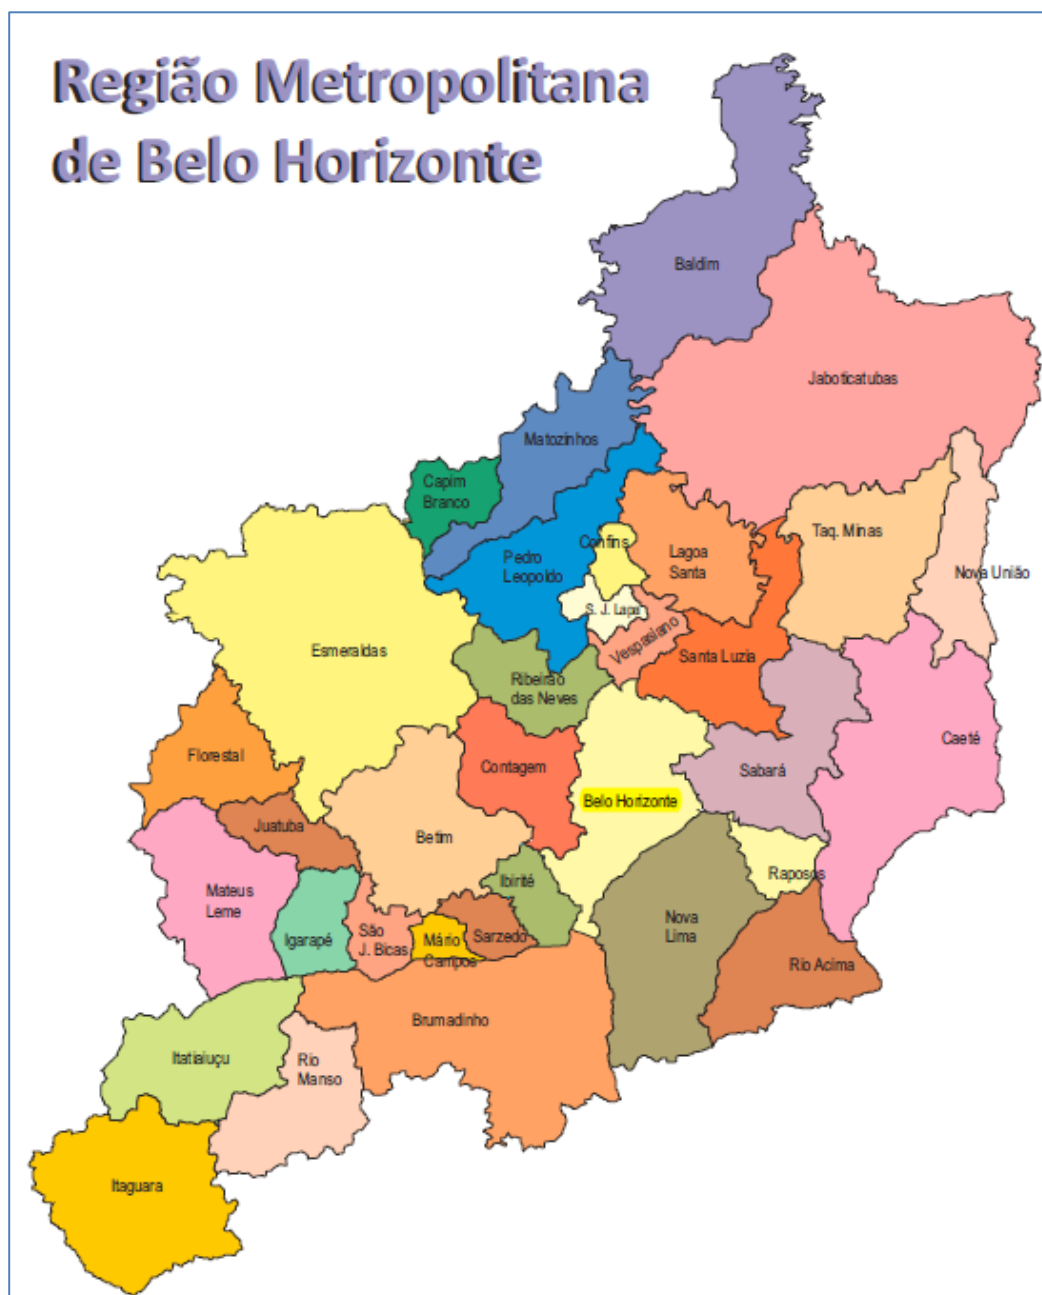 Região Metropolitana
de Belo Horizonte
Baldim
Jaboticatubas
Matozinhos
Capim
Branco
Confins
Taq. Minas
Lagoa
Santa
Pedro
Leopoldo
Nova União
S. J. Lapa
Vespasiano
Esmeraldas
Santa Luzia
Ribeirão
das Neves
Caeté
Florestal
Contagem
Sabará
Belo Horizonte
Juatuba
Betim
Ibirité
Raposos
Mateus
Leme
Nova
Lima
São
J. Bicas
Igarapé
Mário
Campos
Sarzedo
Rio Acima
Brumadinho
Itatiaiuçu
Rio
Manso
Itaguara